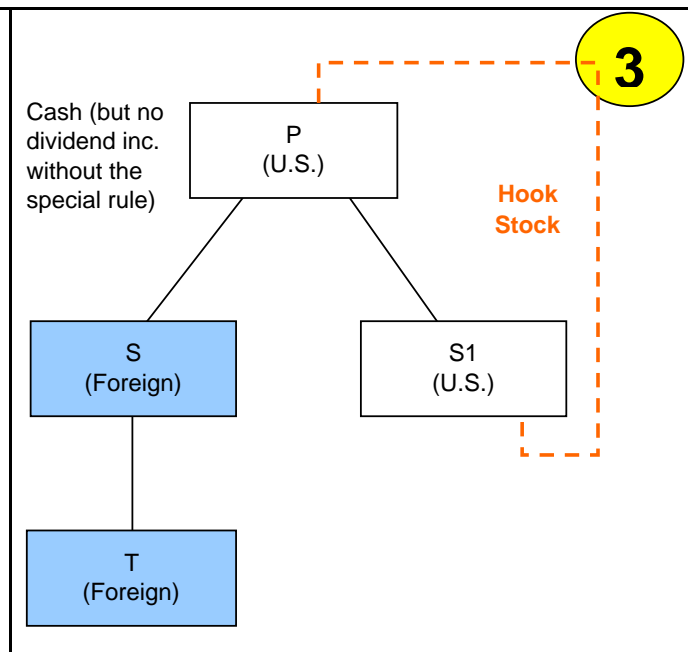 3
Cash (but no
dividend inc.
without the
special rule)
P
(U.S.)
Hook
Stock
S
(Foreign)
S1
(U.S.)
T
(Foreign)